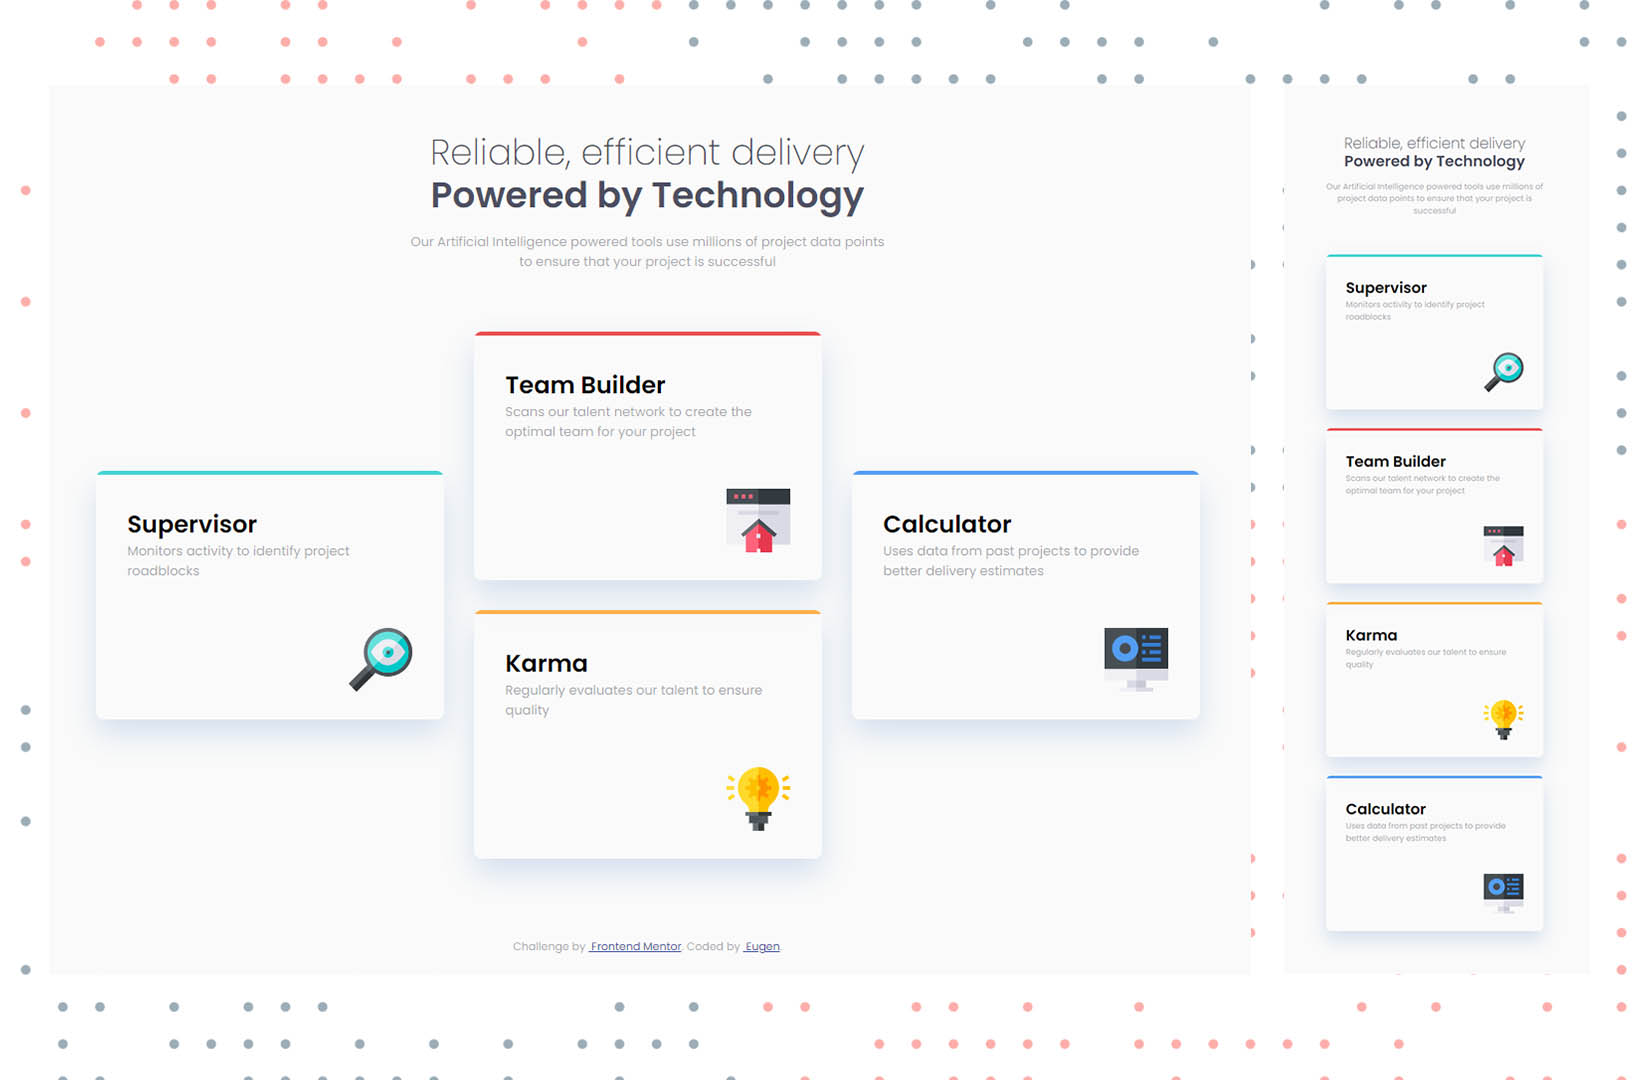 Reliable, efficient delivery
Powered by Technology
Our Artificial Intelligence powered tools use millions of project data points
to ensure that your project is successful
Team Builder
Scans our talent network to create the
optimal team for your project
Supervisor
Monitors activity to identify project
roadblocks
Calculator
Uses data from past projects to provide
better delivery estimates
Karma
Regularly evaluates our talent to ensure
quality
Challenge by Frontend Mentor. Coded by Eugen.
Reliable, efficient delivery
Powered by Technology
Our Artificial Intelligence powered tools use millions of
project data points to ensure that your project is
successful
Supervisor
Monitors activity to identify project
roadblocks
Team Builder
Scans our talent network to create the
optimal team for your project
Karma
Regularly evaluates our talent to ensure
quality
Calculator
Uses data from past projects to provide
better delivery estimates